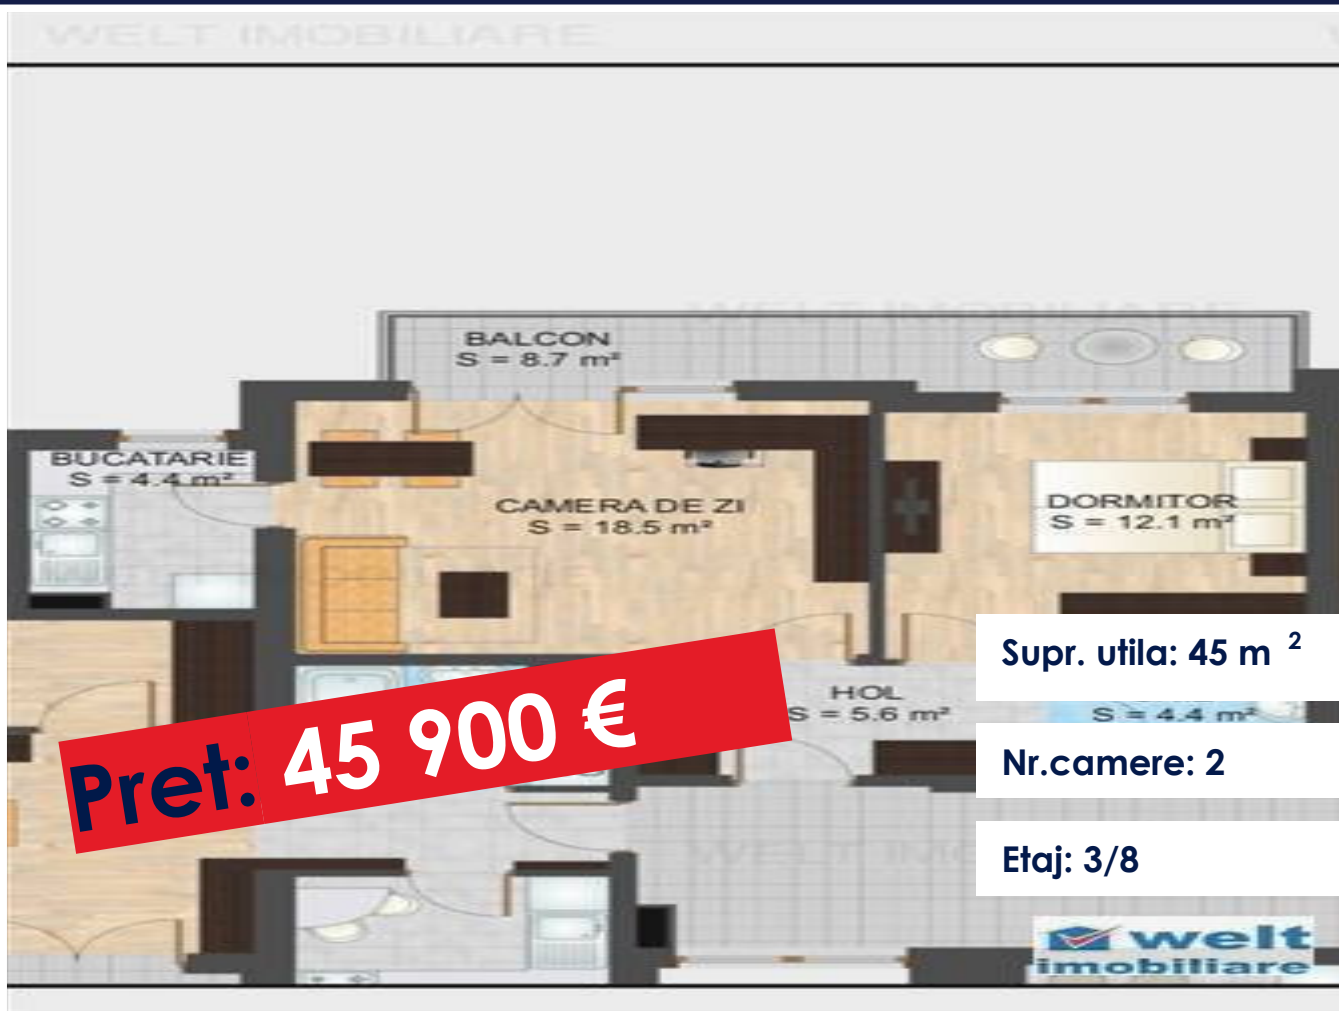 WELT IMOBILIARE
WELT IMOBILIARE
BALCON
S = 8.7 m²
BUCATARIE
S = 4.4 m²
CAMERA DE ZI
S = 18.5 m²
DORMITOR
S = 12.1 m²
HOL
S = 5.6 m²
S = 4.4 m²
Pret: 45 900 €
Supr. utila: 45 m 2
Nr.camere: 2
Etaj: 3/8
welt
imobiliare